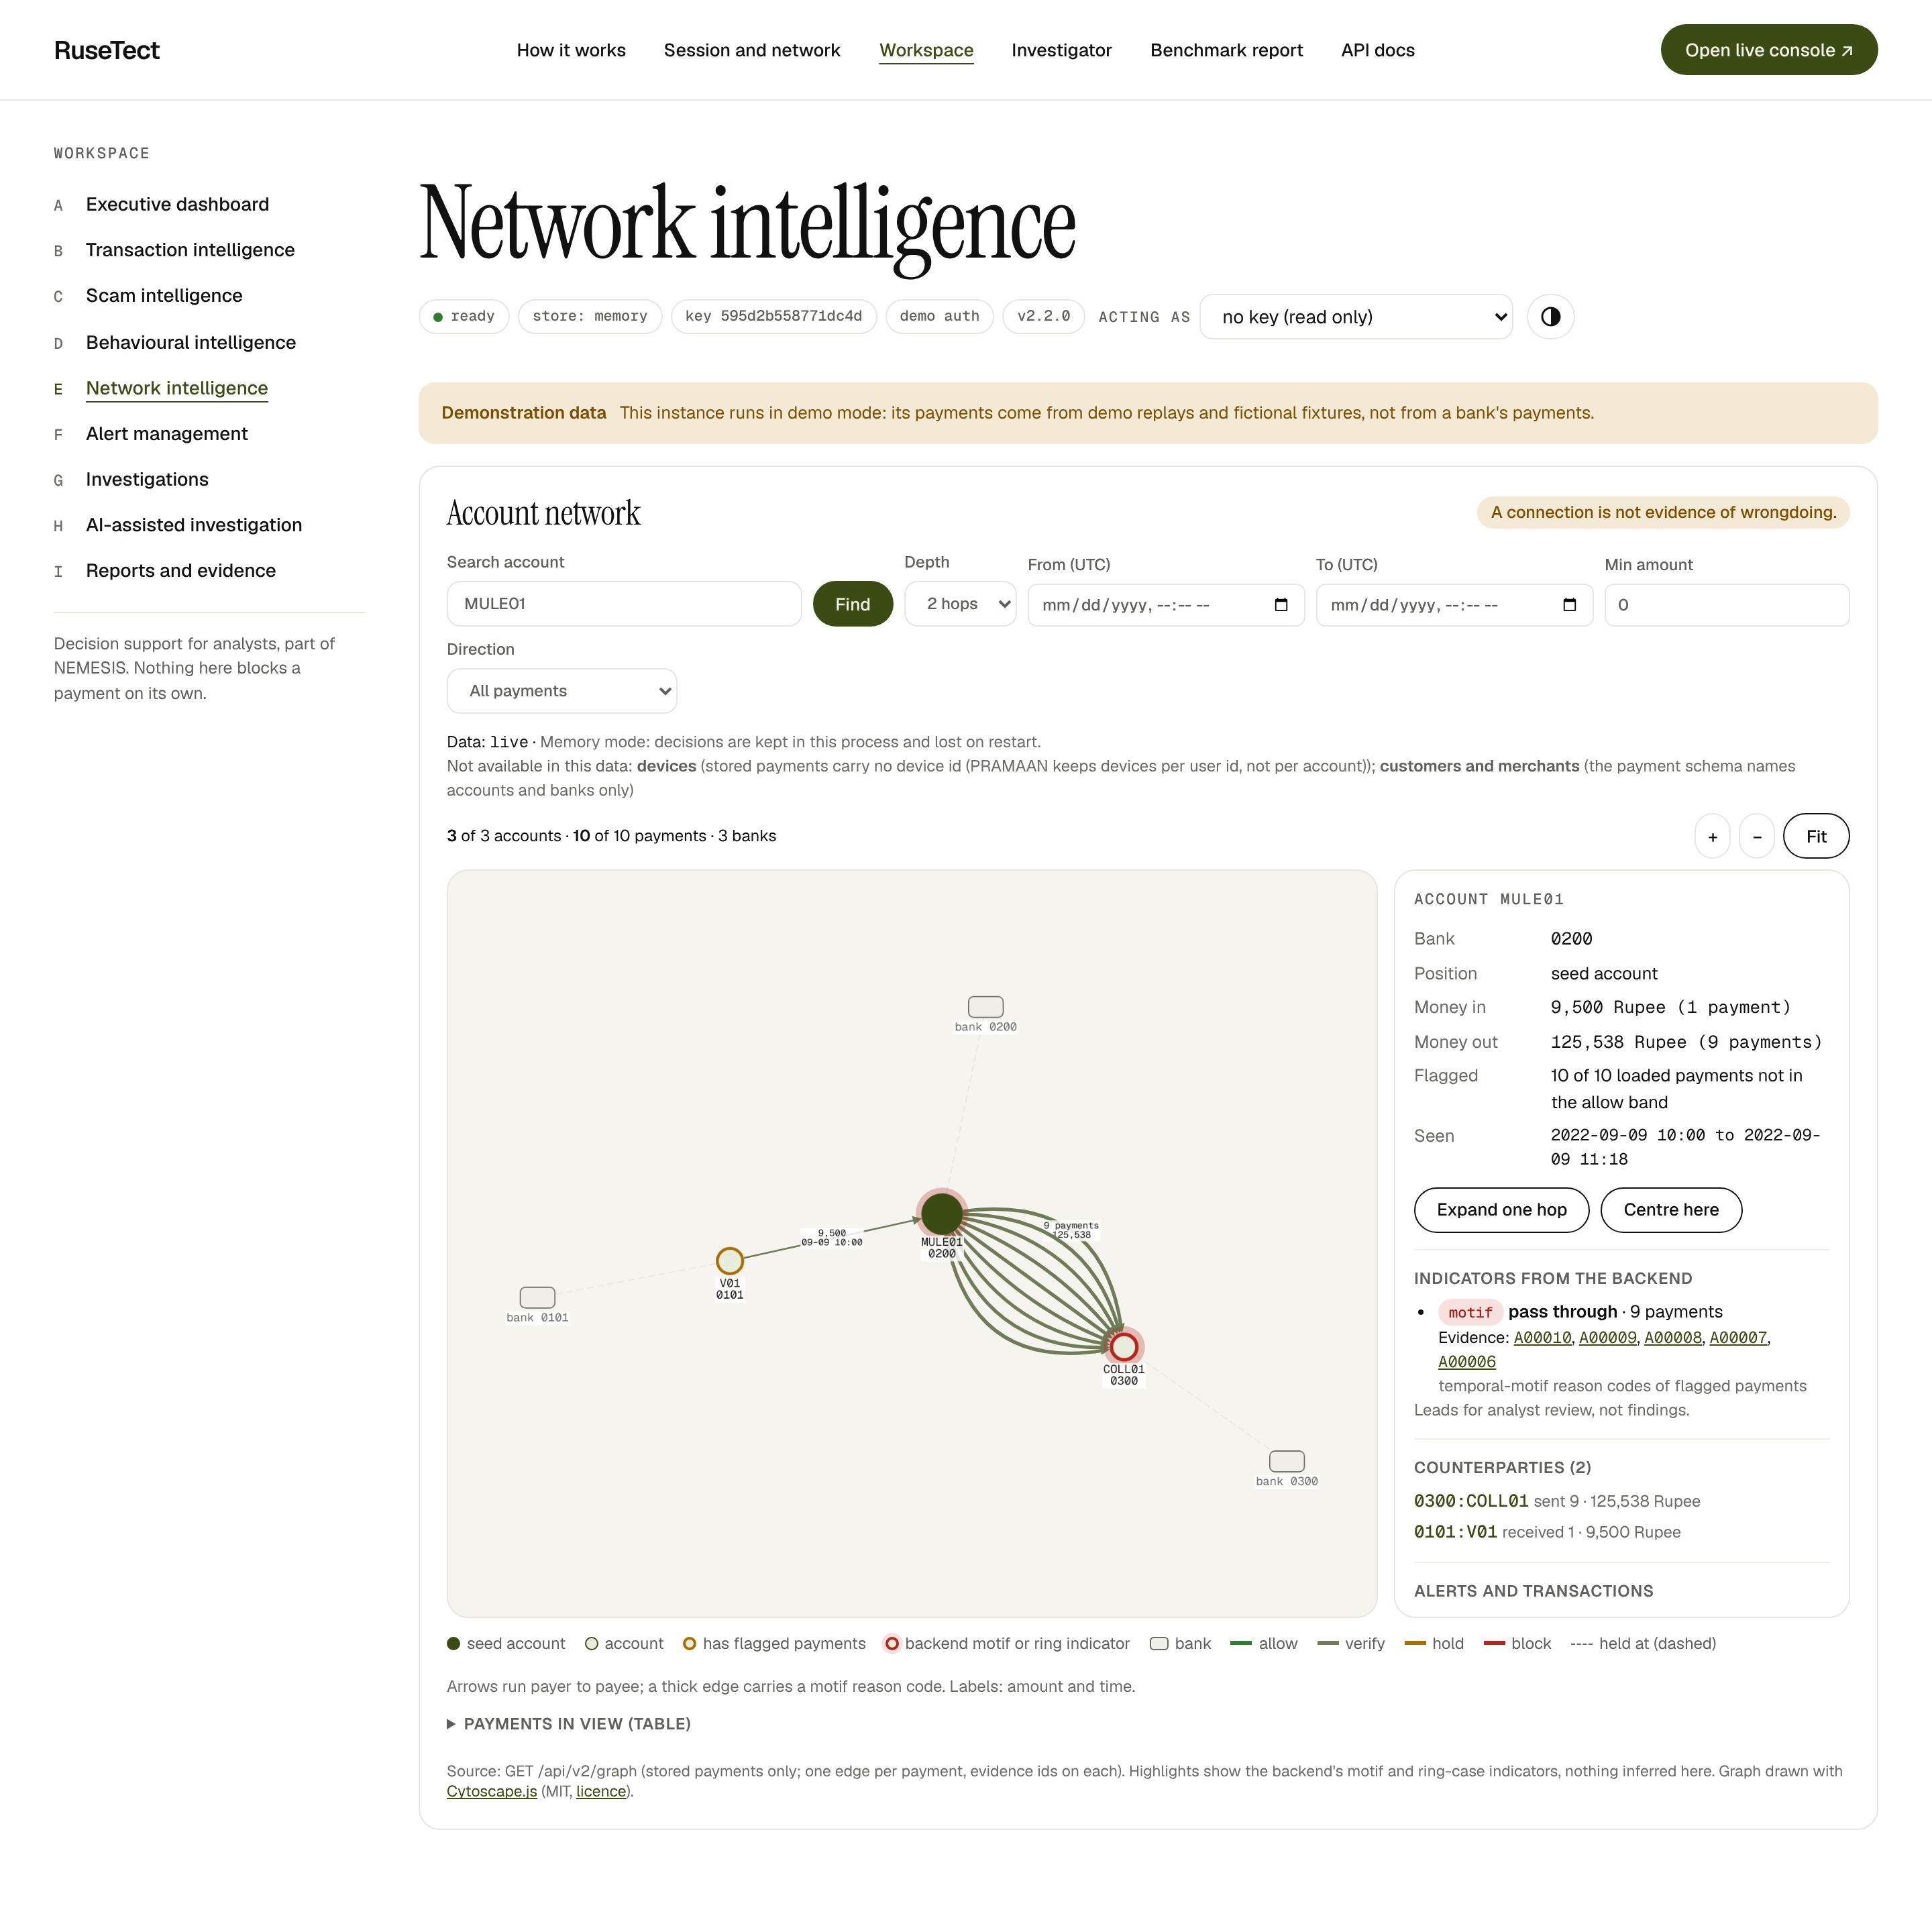 RuseTect
How it works
Session and network
Workspace
Investigator
Benchmark report
API docs
Open live console ↗
WORKSPACE
A Executive dashboard
B Transaction intelligence
C Scam intelligence
D Behavioural intelligence
E Network intelligence
F Alert management
G Investigations
H AI-assisted investigation
I Reports and evidence
Decision support for analysts, part of
NEMESIS. Nothing here blocks a
payment on its own.
Network intelligence
ready
store: memory
key 595d2b558771dc4d
demo auth
v2.2.0
ACTING AS
no key (read only)
Demonstration data This instance runs in demo mode: its payments come from demo replays and fictional fixtures, not from a bank's payments.
Account network
A connection is not evidence of wrongdoing.
Search account
MULE01
Find
Depth
2 hops
From (UTC)
mm/dd/yyyy, --:-- --
To (UTC)
mm/dd/yyyy, --:-- --
Min amount
0
Direction
All payments
Data: live · Memory mode: decisions are kept in this process and lost on restart.
Not available in this data: devices (stored payments carry no device id (PRAMAAN keeps devices per user id, not per account)); customers and merchants (the payment schema names
accounts and banks only)
3 of 3 accounts · 10 of 10 payments · 3 banks
+
−
Fit
bank 0200
9,500
09-09 10:00
MULE01
0200
9 payments
125,538
V01
0101
bank 0101
COLL01
0300
bank 0300
ACCOUNT MULE01
Bank 0200
Position seed account
Money in 9,500 Rupee (1 payment)
Money out 125,538 Rupee (9 payments)
Flagged 10 of 10 loaded payments not in
the allow band
Seen 2022-09-09 10:00 to 2022-09-
09 11:18
Expand one hop
Centre here
INDICATORS FROM THE BACKEND
• motif pass through · 9 payments
Evidence: A00010, A00009, A00008, A00007,
A00006
temporal-motif reason codes of flagged payments
Leads for analyst review, not findings.
COUNTERPARTIES (2)
0300:COLL01 sent 9 · 125,538 Rupee
0101:V01 received 1 · 9,500 Rupee
ALERTS AND TRANSACTIONS
seed account
account
has flagged payments
backend motif or ring indicator
bank
allow
verify
hold
block
held at (dashed)
Arrows run payer to payee; a thick edge carries a motif reason code. Labels: amount and time.
▶ PAYMENTS IN VIEW (TABLE)
Source: GET /api/v2/graph (stored payments only; one edge per payment, evidence ids on each). Highlights show the backend's motif and ring-case indicators, nothing inferred here. Graph drawn with
Cytoscape.js (MIT, licence).